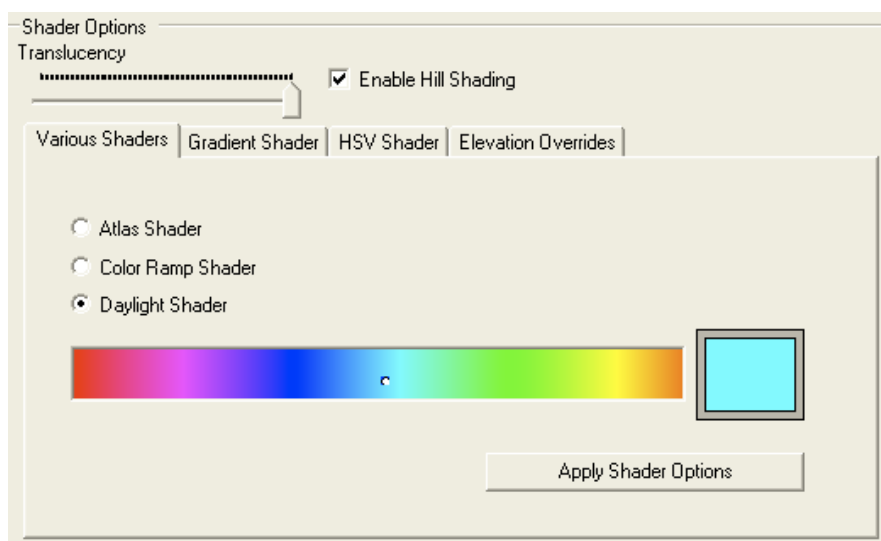 Shader Options
Translucency
Enable Hill Shading
Various Shaders Gradient Shader HSV Shader Elevation Overrides
Atlas Shader
Color Ramp Shader
Daylight Shader
Apply Shader Options